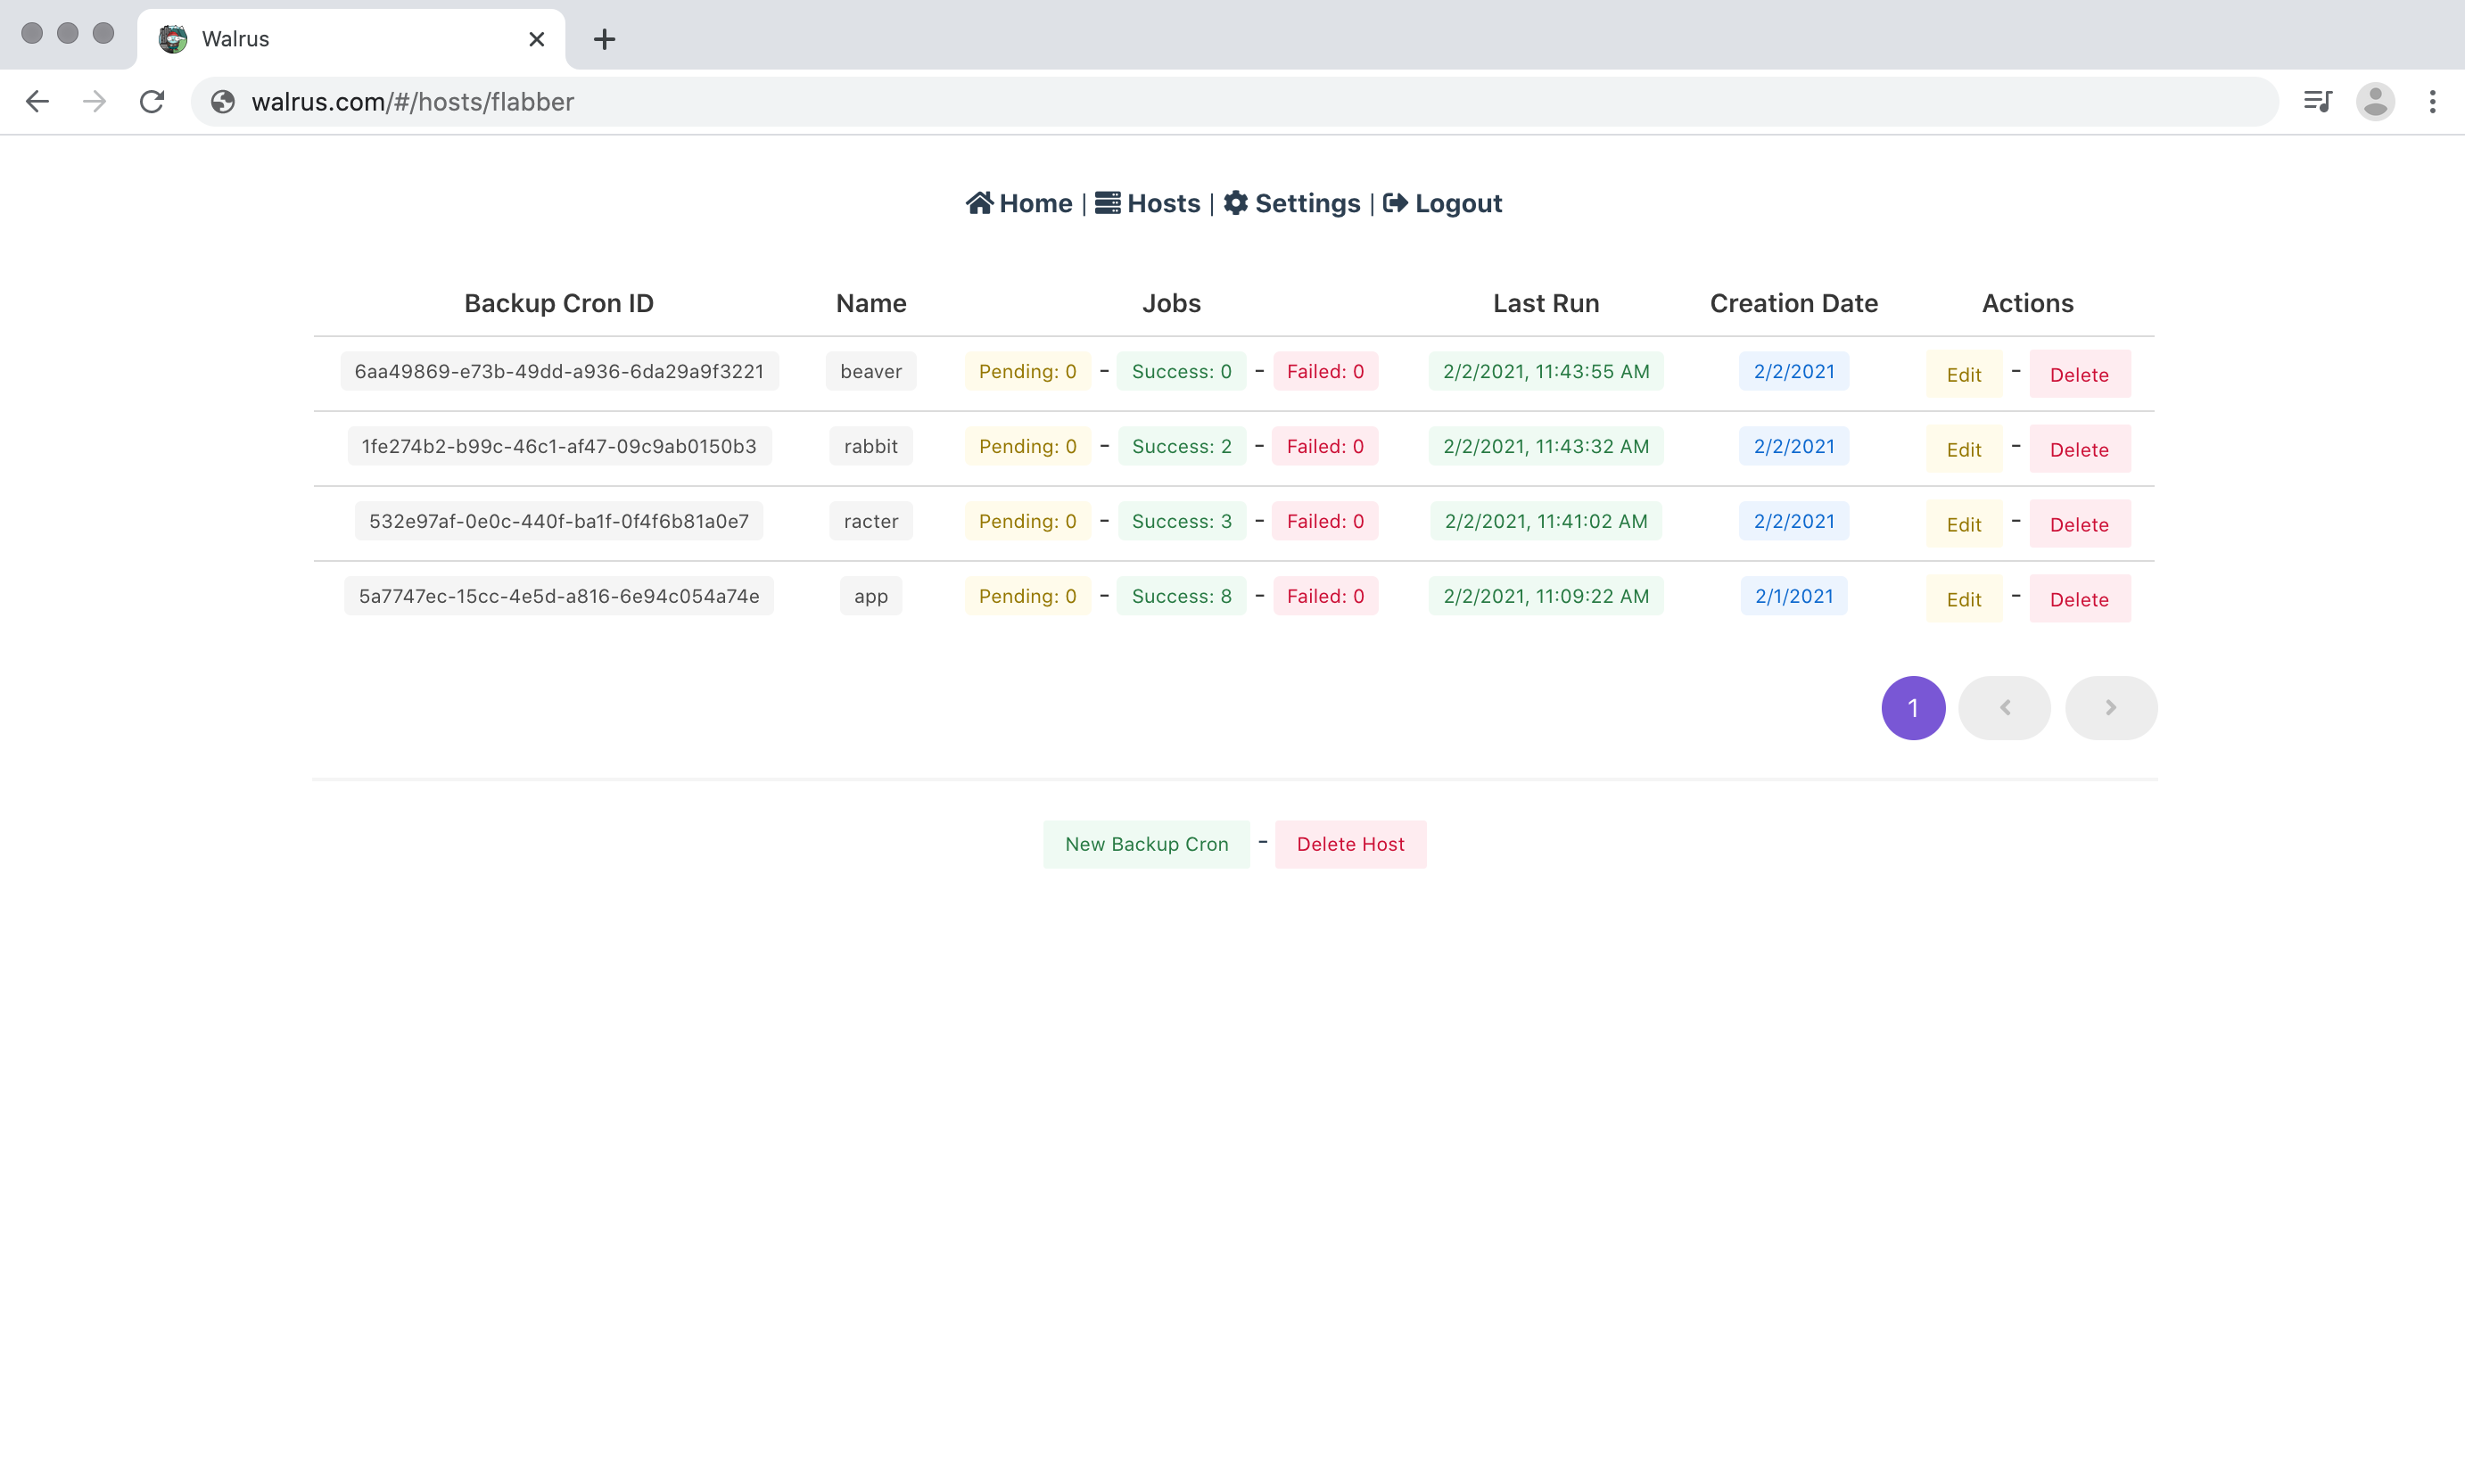 Walrus
walrus.com/#/hosts/flabber
Home | Hosts | Settings | Logout
Backup Cron ID Name Jobs Last Run Creation Date Actions
6aa49869-e73b-49dd-a936-6da29a9f3221 beaver Pending: 0 - Success: 0 - Failed: 0 2/2/2021, 11:43:55 AM 2/2/2021 Edit - Delete
1fe274b2-b99c-46c1-af47-09c9ab0150b3 rabbit Pending: 0 - Success: 2 - Failed: 0 2/2/2021, 11:43:32 AM 2/2/2021 Edit - Delete
532e97af-0e0c-440f-ba1f-0f4f6b81a0e7 racter Pending: 0 - Success: 3 - Failed: 0 2/2/2021, 11:41:02 AM 2/2/2021 Edit - Delete
5a7747ec-15cc-4e5d-a816-6e94c054a74e app Pending: 0 - Success: 8 - Failed: 0 2/2/2021, 11:09:22 AM 2/1/2021 Edit - Delete
1
New Backup Cron - Delete Host